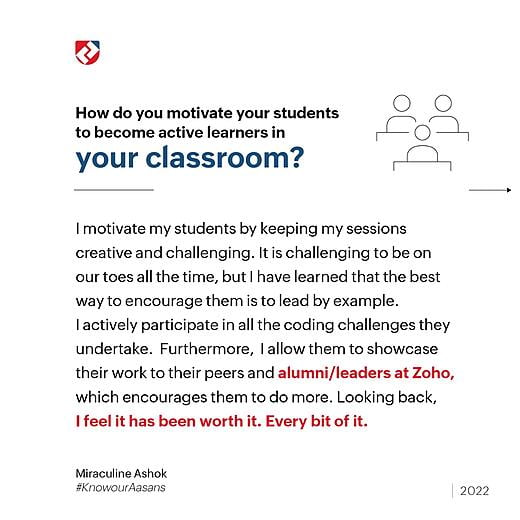 How do you motivate your students
to become active learners in
your classroom?
I motivate my students by keeping my sessions
creative and challenging. It is challenging to be on
our toes all the time, but I have learned that the best
way to encourage them is to lead by example.
I actively participate in all the coding challenges they
undertake.  Furthermore,  I allow them to showcase
their work to their peers and alumni/leaders at Zoho,
which encourages them to do more. Looking back,
I feel it has been worth it. Every bit of it.
Miraculine Ashok
#KnowourAasans
2022